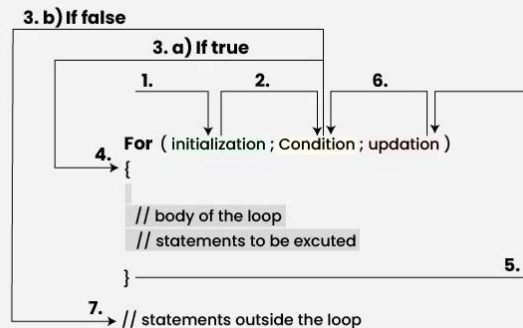 3. b) If false
3. a) If true
1. 2. 6.
For ( initialization ; Condition ; updation )
4. {
// body of the loop
// statements to be excuted
} 5.
7. // statements outside the loop